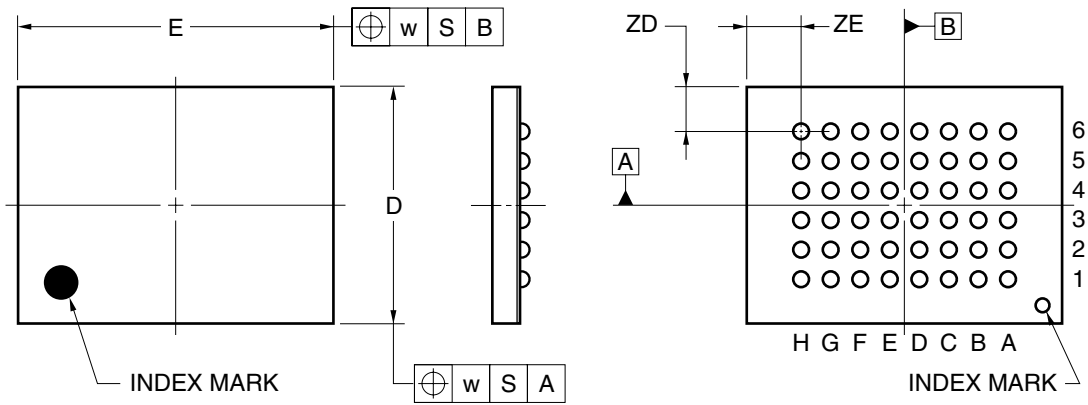 E
⌖ w S B
ZD
ZE
B
A
D
6
5
4
3
2
1
H G F E D C B A
INDEX MARK
INDEX MARK
⌖ w S A